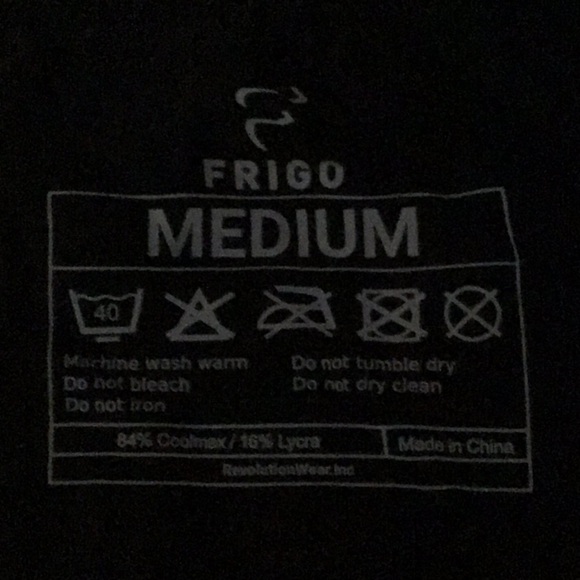 FRIGO
MEDIUM
40
Machine wash warm
Do not bleach
Do not iron
Do not tumble dry
Do not dry clean
84% Coolmax / 16% Lycra
Made in China
RevolutionWear.Inc